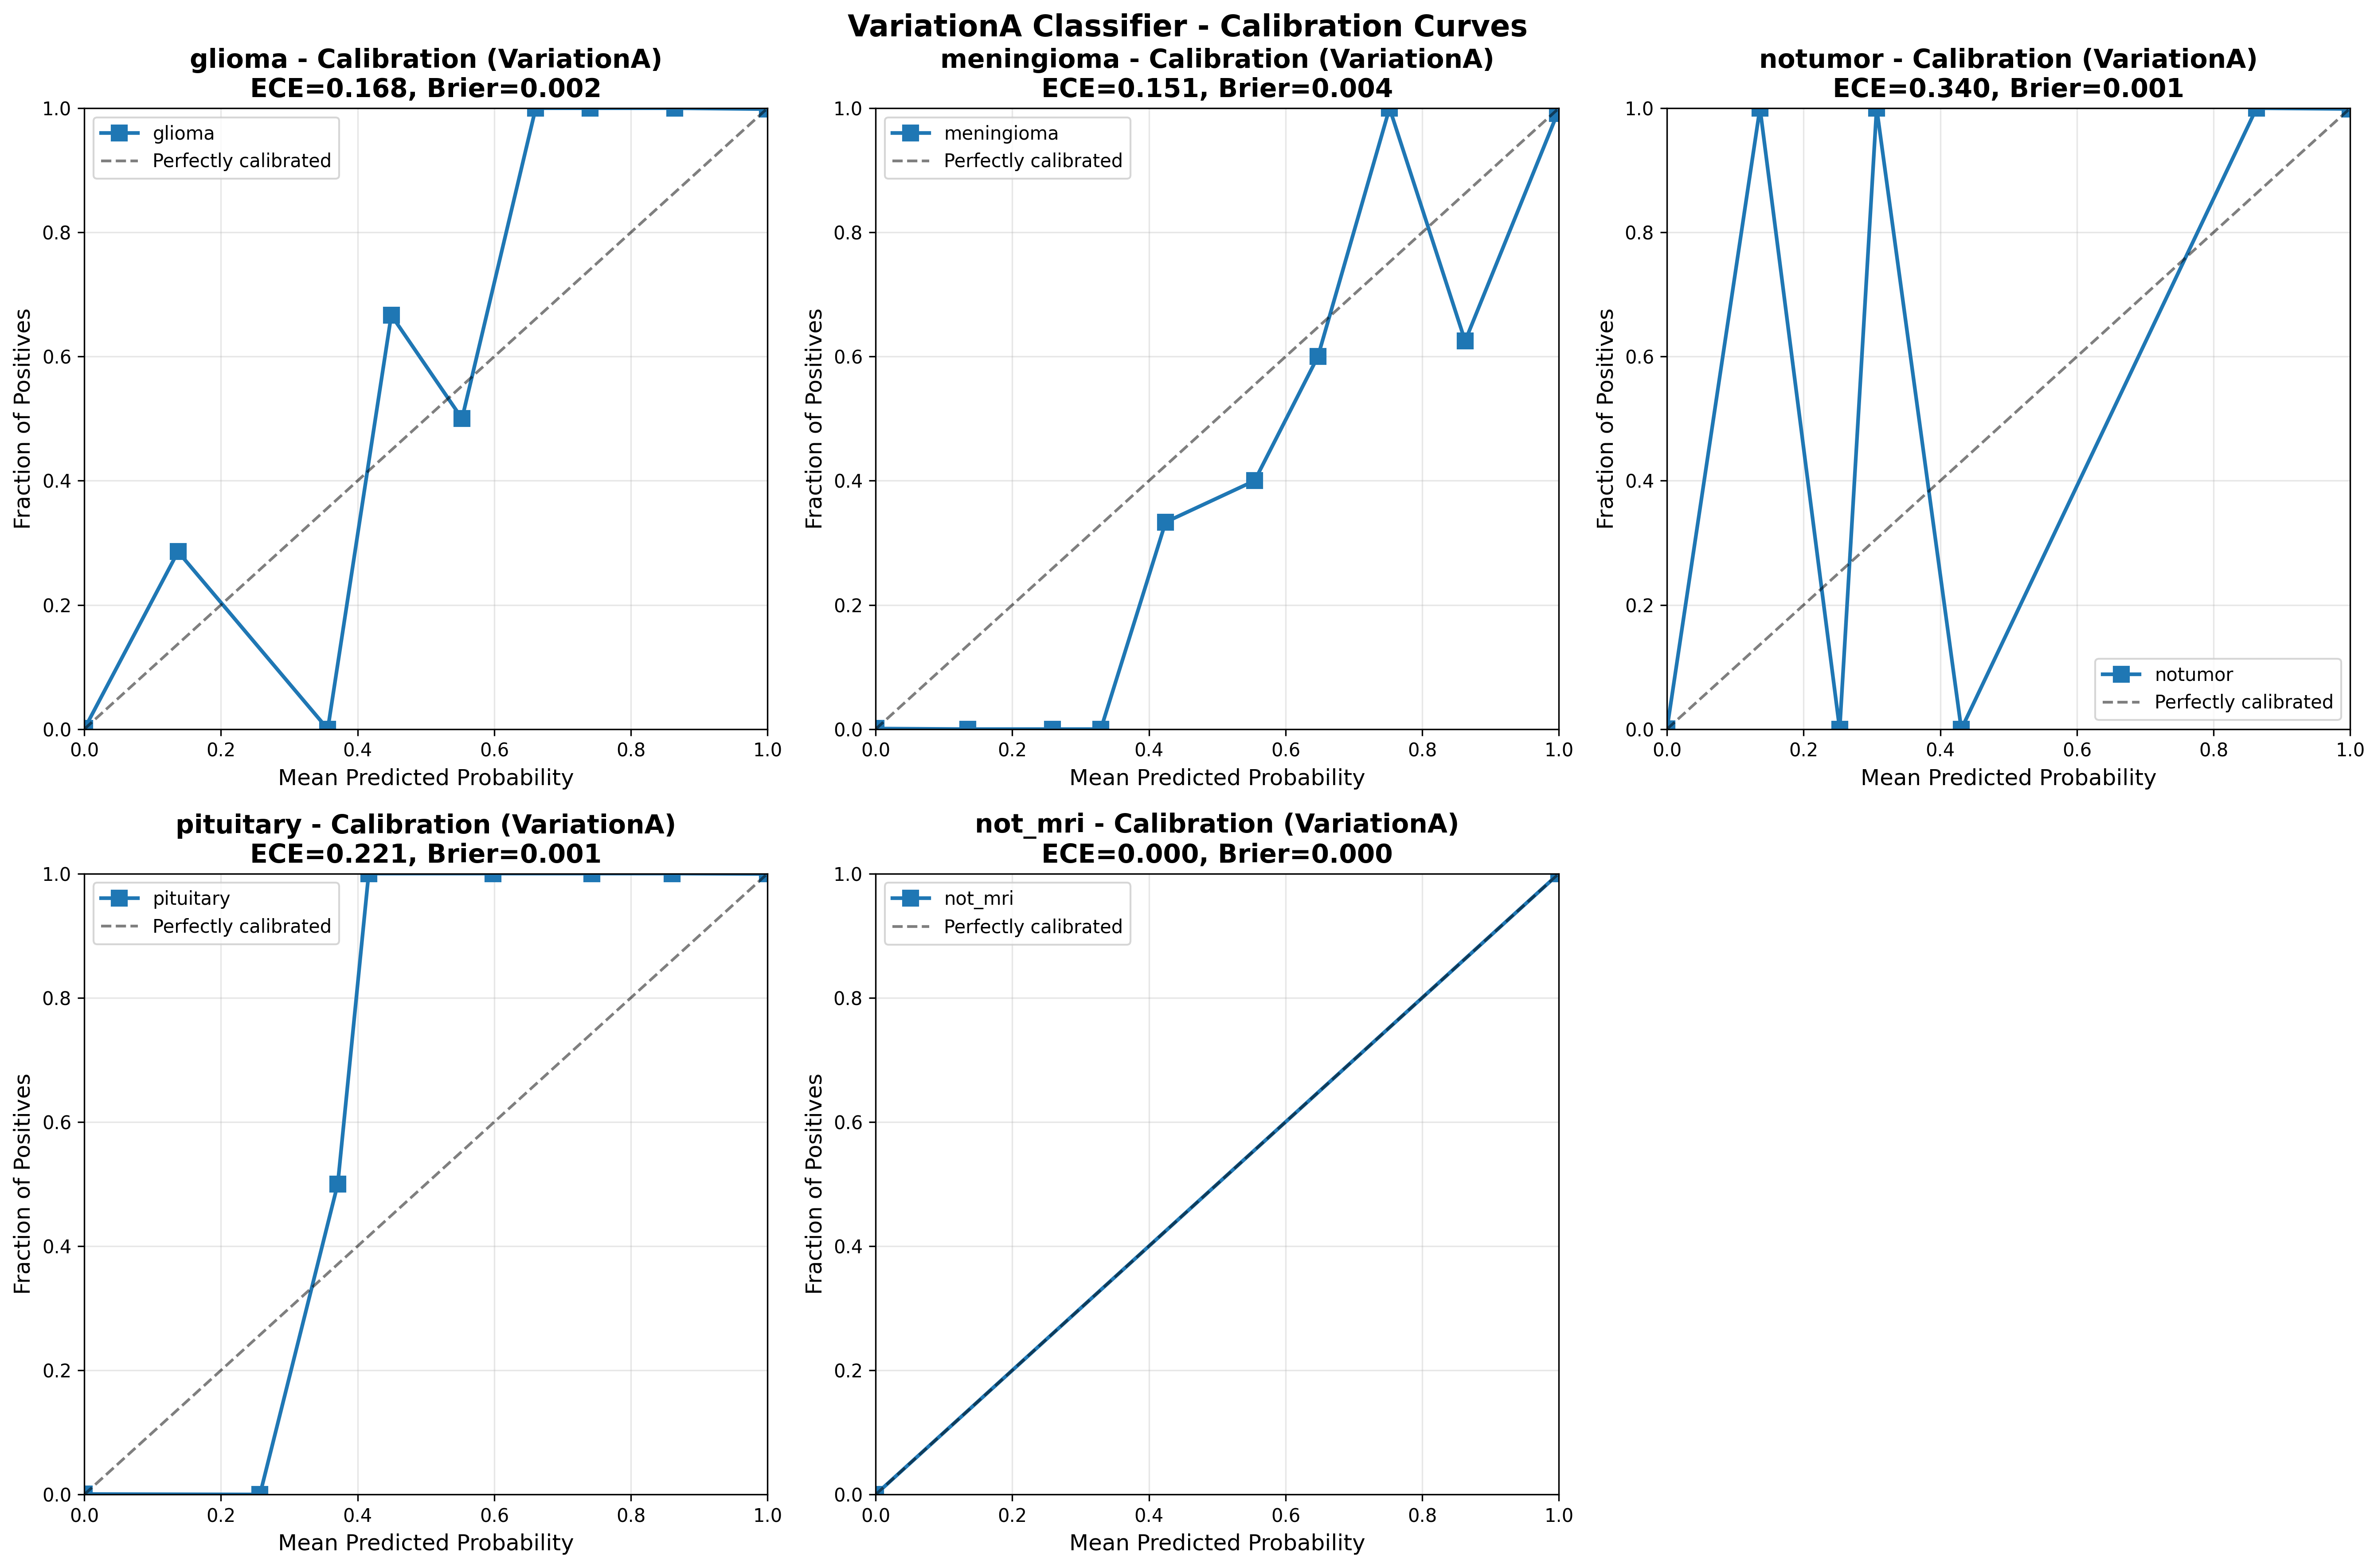 VariationA Classifier - Calibration Curves
glioma - Calibration (VariationA)
ECE=0.168, Brier=0.002
1.0
0.8
0.6
0.4
0.2
0.0
Fraction of Positives
glioma
Perfectly calibrated
0.0 0.2 0.4 0.6 0.8 1.0
Mean Predicted Probability
meningioma - Calibration (VariationA)
ECE=0.151, Brier=0.004
1.0
0.8
0.6
0.4
0.2
0.0
Fraction of Positives
meningioma
Perfectly calibrated
0.0 0.2 0.4 0.6 0.8 1.0
Mean Predicted Probability
notumor - Calibration (VariationA)
ECE=0.340, Brier=0.001
1.0
0.8
0.6
0.4
0.2
0.0
Fraction of Positives
notumor
Perfectly calibrated
0.0 0.2 0.4 0.6 0.8 1.0
Mean Predicted Probability
pituitary - Calibration (VariationA)
ECE=0.221, Brier=0.001
1.0
0.8
0.6
0.4
0.2
0.0
Fraction of Positives
pituitary
Perfectly calibrated
0.0 0.2 0.4 0.6 0.8 1.0
Mean Predicted Probability
not_mri - Calibration (VariationA)
ECE=0.000, Brier=0.000
1.0
0.8
0.6
0.4
0.2
0.0
Fraction of Positives
not_mri
Perfectly calibrated
0.0 0.2 0.4 0.6 0.8 1.0
Mean Predicted Probability